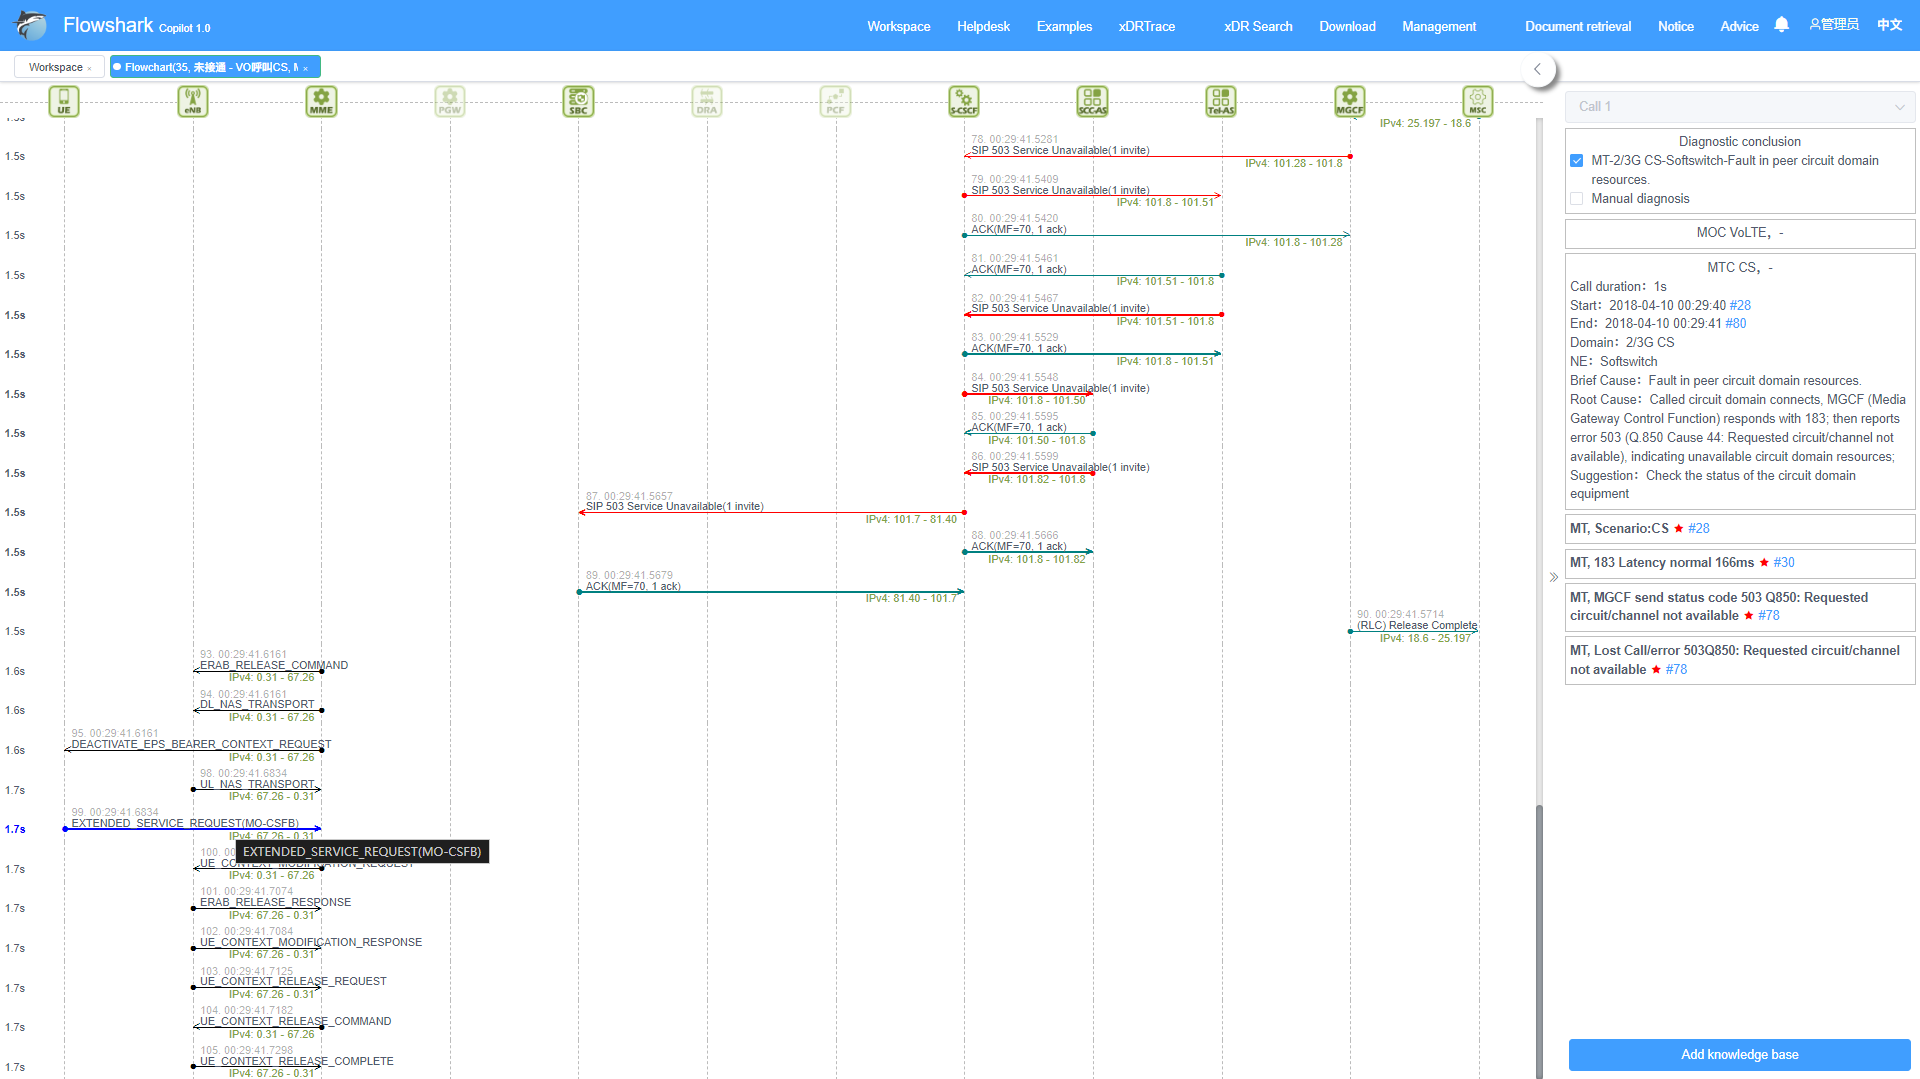 Flowshark Copilot 1.0
Workspace
Helpdesk
Examples
xDRTrace
xDR Search
Download
Management
Document retrieval
Notice
Advice
管理员
中文
Workspace ×
Flowchart(35, 未接通 - VO呼叫CS, M ×
UE
eNB
MME
PGW
SBC
DRA
PCF
S-CSCF
SCC-AS
Tel-AS
MGCF
MSC
1.5s
IPv4: 25.197 - 18.6
78. 00:29:41.5281
1.5s
SIP 503 Service Unavailable(1 invite)
IPv4: 101.28 - 101.8
79. 00:29:41.5409
1.5s
SIP 503 Service Unavailable(1 invite)
IPv4: 101.8 - 101.51
80. 00:29:41.5420
1.5s
ACK(MF=70, 1 ack)
IPv4: 101.8 - 101.28
81. 00:29:41.5461
1.5s
ACK(MF=70, 1 ack)
IPv4: 101.51 - 101.8
82. 00:29:41.5467
1.5s
SIP 503 Service Unavailable(1 invite)
IPv4: 101.51 - 101.8
83. 00:29:41.5529
1.5s
ACK(MF=70, 1 ack)
IPv4: 101.8 - 101.51
84. 00:29:41.5548
1.5s
SIP 503 Service Unavailable(1 invite)
IPv4: 101.8 - 101.50
85. 00:29:41.5595
1.5s
ACK(MF=70, 1 ack)
IPv4: 101.50 - 101.8
86. 00:29:41.5599
1.5s
SIP 503 Service Unavailable(1 invite)
IPv4: 101.82 - 101.8
87. 00:29:41.5657
1.5s
SIP 503 Service Unavailable(1 invite)
IPv4: 101.7 - 81.40
88. 00:29:41.5666
1.5s
ACK(MF=70, 1 ack)
IPv4: 101.8 - 101.82
89. 00:29:41.5679
1.5s
ACK(MF=70, 1 ack)
IPv4: 81.40 - 101.7
90. 00:29:41.5714
1.5s
(RLC) Release Complete
IPv4: 18.6 - 25.197
93. 00:29:41.6161
1.6s
ERAB_RELEASE_COMMAND
IPv4: 0.31 - 67.26
94. 00:29:41.6161
1.6s
DL_NAS_TRANSPORT
IPv4: 0.31 - 67.26
95. 00:29:41.6161
1.6s
DEACTIVATE_EPS_BEARER_CONTEXT_REQUEST
IPv4: 0.31 - 67.26
98. 00:29:41.6834
1.7s
UL_NAS_TRANSPORT
IPv4: 67.26 - 0.31
99. 00:29:41.6834
1.7s
EXTENDED_SERVICE_REQUEST(MO-CSFB)
IPv4: 67.26 - 0.31
EXTENDED_SERVICE_REQUEST(MO-CSFB)
100. 00:29:41.
1.7s
UE_CONTEXT_MODIFICATION_REQUEST
IPv4: 0.31 - 67.26
101. 00:29:41.7074
1.7s
ERAB_RELEASE_RESPONSE
IPv4: 67.26 - 0.31
102. 00:29:41.7084
1.7s
UE_CONTEXT_MODIFICATION_RESPONSE
IPv4: 67.26 - 0.31
103. 00:29:41.7125
1.7s
UE_CONTEXT_RELEASE_REQUEST
IPv4: 67.26 - 0.31
104. 00:29:41.7182
1.7s
UE_CONTEXT_RELEASE_COMMAND
IPv4: 0.31 - 67.26
105. 00:29:41.7298
1.7s
UE_CONTEXT_RELEASE_COMPLETE
IPv4: 67.26 - 0.31
Call 1
Diagnostic conclusion
MT-2/3G CS-Softswitch-Fault in peer circuit domain
resources.
Manual diagnosis
MOC VoLTE，-
MTC CS，-
Call duration：1s
Start：2018-04-10 00:29:40 #28
End：2018-04-10 00:29:41 #80
Domain：2/3G CS
NE：Softswitch
Brief Cause：Fault in peer circuit domain resources.
Root Cause：Called circuit domain connects, MGCF (Media
Gateway Control Function) responds with 183; then reports
error 503 (Q.850 Cause 44: Requested circuit/channel not
available), indicating unavailable circuit domain resources;
Suggestion：Check the status of the circuit domain
equipment
MT, Scenario:CS ★ #28
MT, 183 Latency normal 166ms ★ #30
MT, MGCF send status code 503 Q850: Requested
circuit/channel not available ★ #78
MT, Lost Call/error 503Q850: Requested circuit/channel
not available ★ #78
Add knowledge base